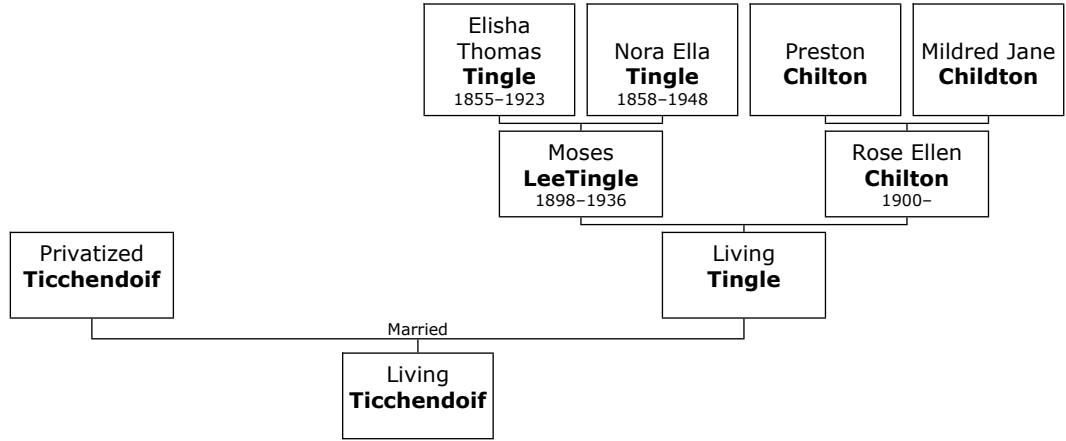 Elisha
Thomas
Tingle
1855–1923
Nora Ella
Tingle
1858–1948
Preston
Chilton
Mildred Jane
Childton
Moses
LeeTingle
1898–1936
Rose Ellen
Chilton
1900–
Privatized
Ticchendoif
Living
Tingle
Married
Living
Ticchendoif